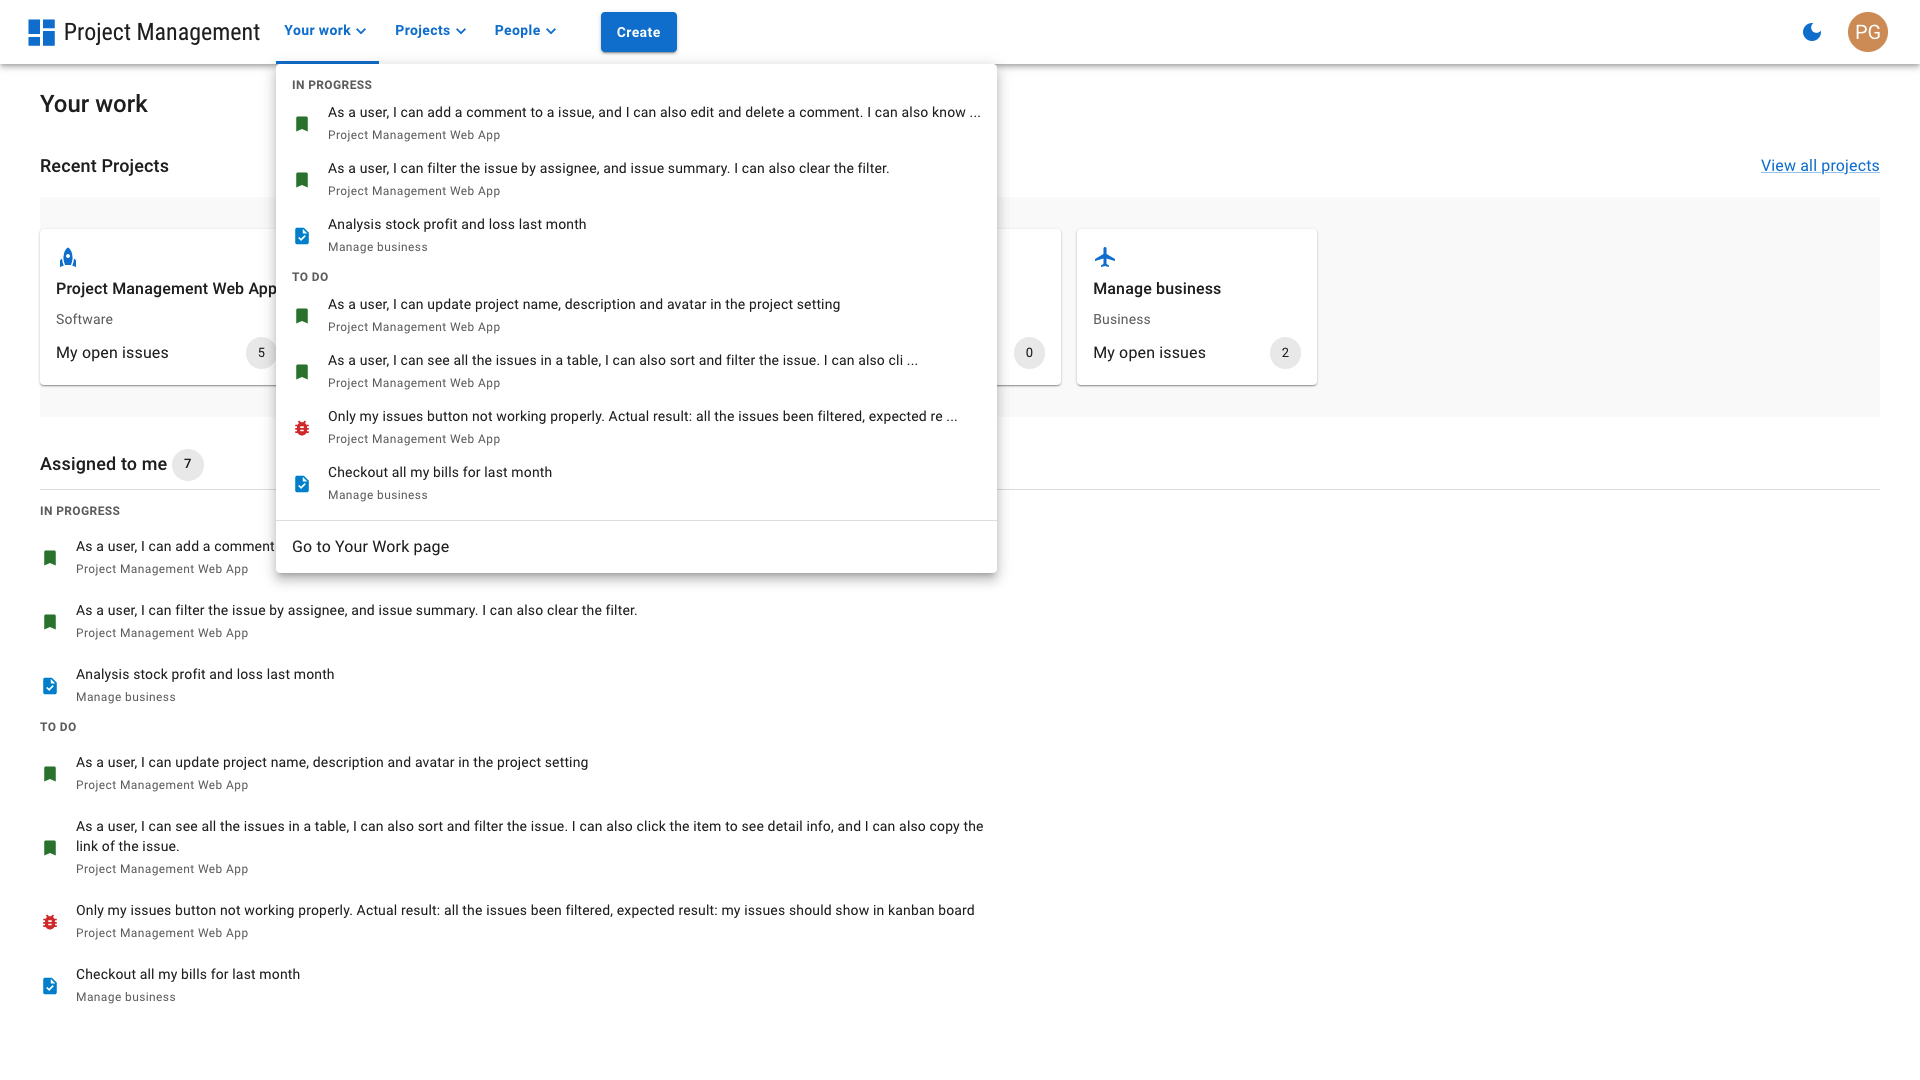 Project Management
Your work
Projects
People
Create
PG
IN PROGRESS
As a user, I can add a comment to a issue, and I can also edit and delete a comment. I can also know ...
Project Management Web App
As a user, I can filter the issue by assignee, and issue summary. I can also clear the filter.
Project Management Web App
Analysis stock profit and loss last month
Manage business
TO DO
As a user, I can update project name, description and avatar in the project setting
Project Management Web App
As a user, I can see all the issues in a table, I can also sort and filter the issue. I can also cli ...
Project Management Web App
Only my issues button not working properly. Actual result: all the issues been filtered, expected re ...
Project Management Web App
Checkout all my bills for last month
Manage business
Go to Your Work page
Your work
Recent Projects
View all projects
Project Management Web App
Software
My open issues
5
0
Manage business
Business
My open issues
2
Assigned to me
7
IN PROGRESS
As a user, I can add a comment
Project Management Web App
As a user, I can filter the issue by assignee, and issue summary. I can also clear the filter.
Project Management Web App
Analysis stock profit and loss last month
Manage business
TO DO
As a user, I can update project name, description and avatar in the project setting
Project Management Web App
As a user, I can see all the issues in a table, I can also sort and filter the issue. I can also click the item to see detail info, and I can also copy the
link of the issue.
Project Management Web App
Only my issues button not working properly. Actual result: all the issues been filtered, expected result: my issues should show in kanban board
Project Management Web App
Checkout all my bills for last month
Manage business